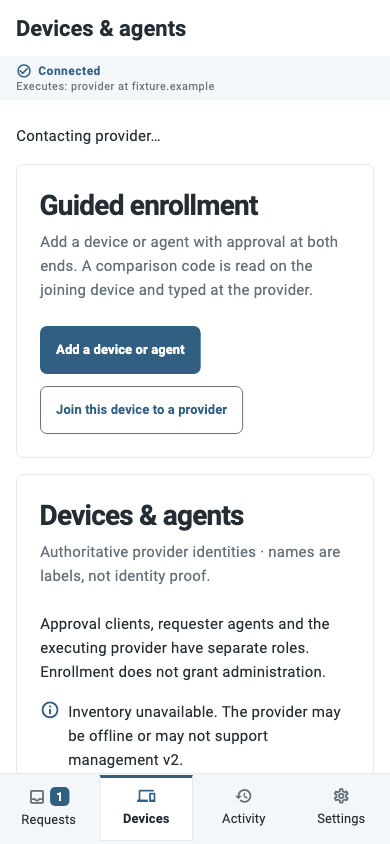 Devices & agents
Connected
Executes: provider at fixture.example
Contacting provider…
Guided enrollment
Add a device or agent with approval at both
ends. A comparison code is read on the
joining device and typed at the provider.
Add a device or agent
Join this device to a provider
Devices & agents
Authoritative provider identities · names are
labels, not identity proof.
Approval clients, requester agents and the
executing provider have separate roles.
Enrollment does not grant administration.
Inventory unavailable. The provider may
be offline or may not support
management v2.
1
Requests
Devices
Activity
Settings